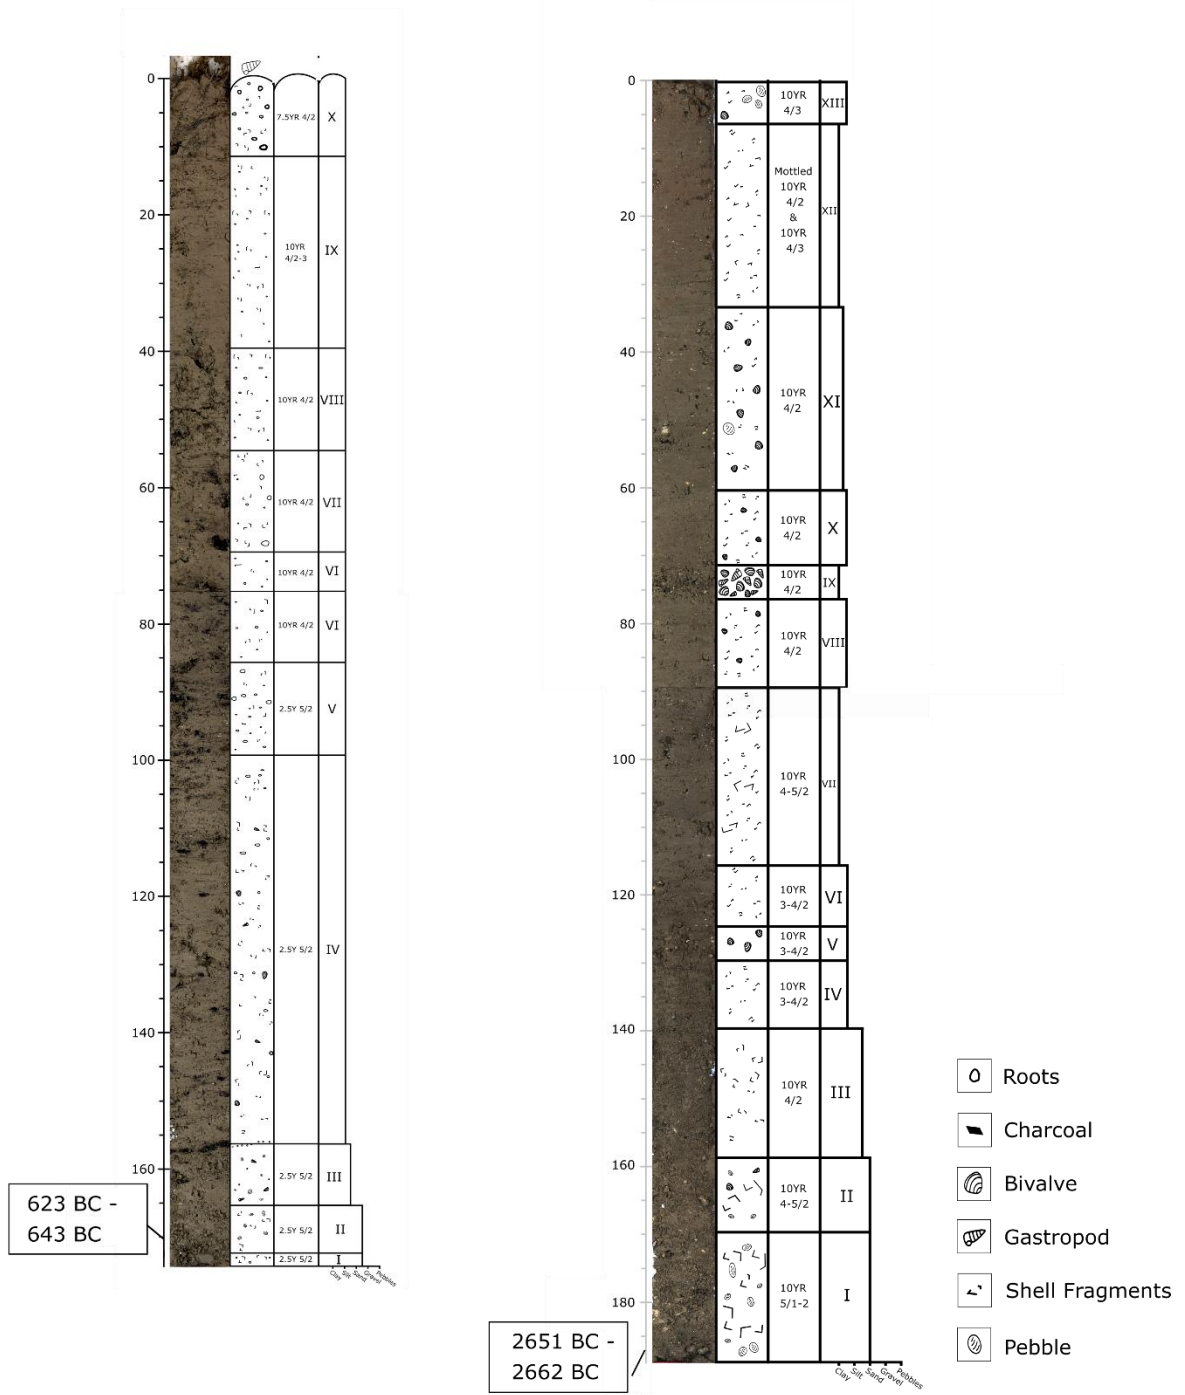 0
20
40
60
80
100
120
140
160
7.5YR 4/2
X
10YR
4/2-3
IX
10YR 4/2
VIII
10YR 4/2
VII
10YR 4/2
VI
10YR 4/2
VI
2.5Y 5/2
V
2.5Y 5/2
IV
2.5Y 5/2
III
2.5Y 5/2
II
2.5Y 5/2
I
Clay
Silt
Sand
Gravel
Pebbles
623 BC -
643 BC
0
20
40
60
80
100
120
140
160
180
10YR
4/3
XIII
Mottled
10YR
4/2
&
10YR
4/3
XII
10YR
4/2
XI
10YR
4/2
X
10YR
4/2
IX
10YR
4/2
VIII
10YR
4-5/2
VII
10YR
3-4/2
VI
10YR
3-4/2
V
10YR
3-4/2
IV
10YR
4/2
III
10YR
4-5/2
II
10YR
5/1-2
I
Clay
Silt
Sand
Gravel
Pebbles
2651 BC -
2662 BC
Roots
Charcoal
Bivalve
Gastropod
Shell Fragments
Pebble